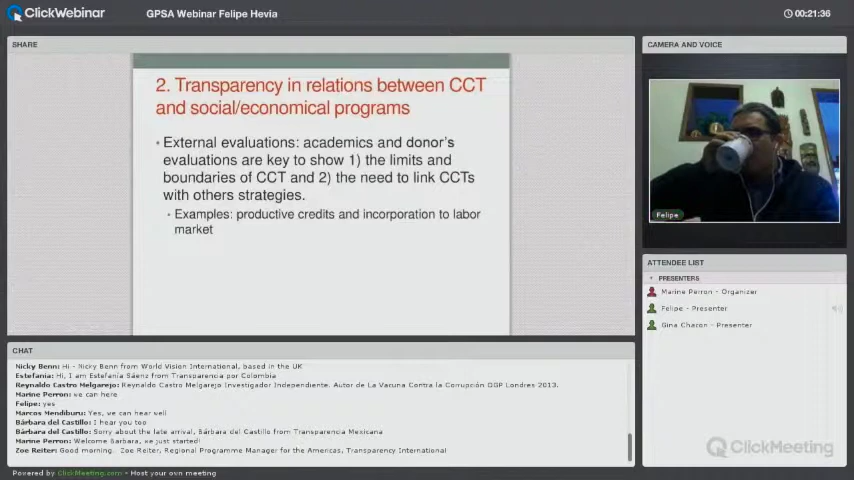 ClickWebinar
GPSA Webinar Felipe Hevia
00:21:36
SHARE
2. Transparency in relations between CCT
and social/economical programs
• External evaluations: academics and donor's
evaluations are key to show 1) the limits and
boundaries of CCT and 2) the need to link CCTs
with others strategies.
• Examples: productive credits and incorporation to labor
market
CAMERA AND VOICE
Felipe
ATTENDEE LIST
PRESENTERS
Marine Perron - Organizer
Felipe - Presenter
Gina Chacon - Presenter
CHAT
Nicky Benn: Hi - Nicky Benn from World Vision International, based in the UK
Estefania: Hi, I am Estefania Sáenz from Transparencia por Colombia
Reynaldo Castro Melgarejo: Reynaldo Castro Melgarejo Investigador Independiente. Autor de La Vacuna Contra la Corrupción OGP Londres 2013.
Marine Perron: we can here
Felipe: yes
Marcos Mendiburu: Yes, we can hear well
Bárbara del Castillo: I hear you too
Bárbara del Castillo: Sorry about the late arrival, Bárbara del Castillo from Transparencia Mexicana
Marine Perron: Welcome Barbara, we just started!
Zoe Reiter: Good morning. Zoe Reiter, Regional Programme Manager for the Americas, Transparency International
ClickMeeting
Powered by ClickMeeting.com • Host your own meeting